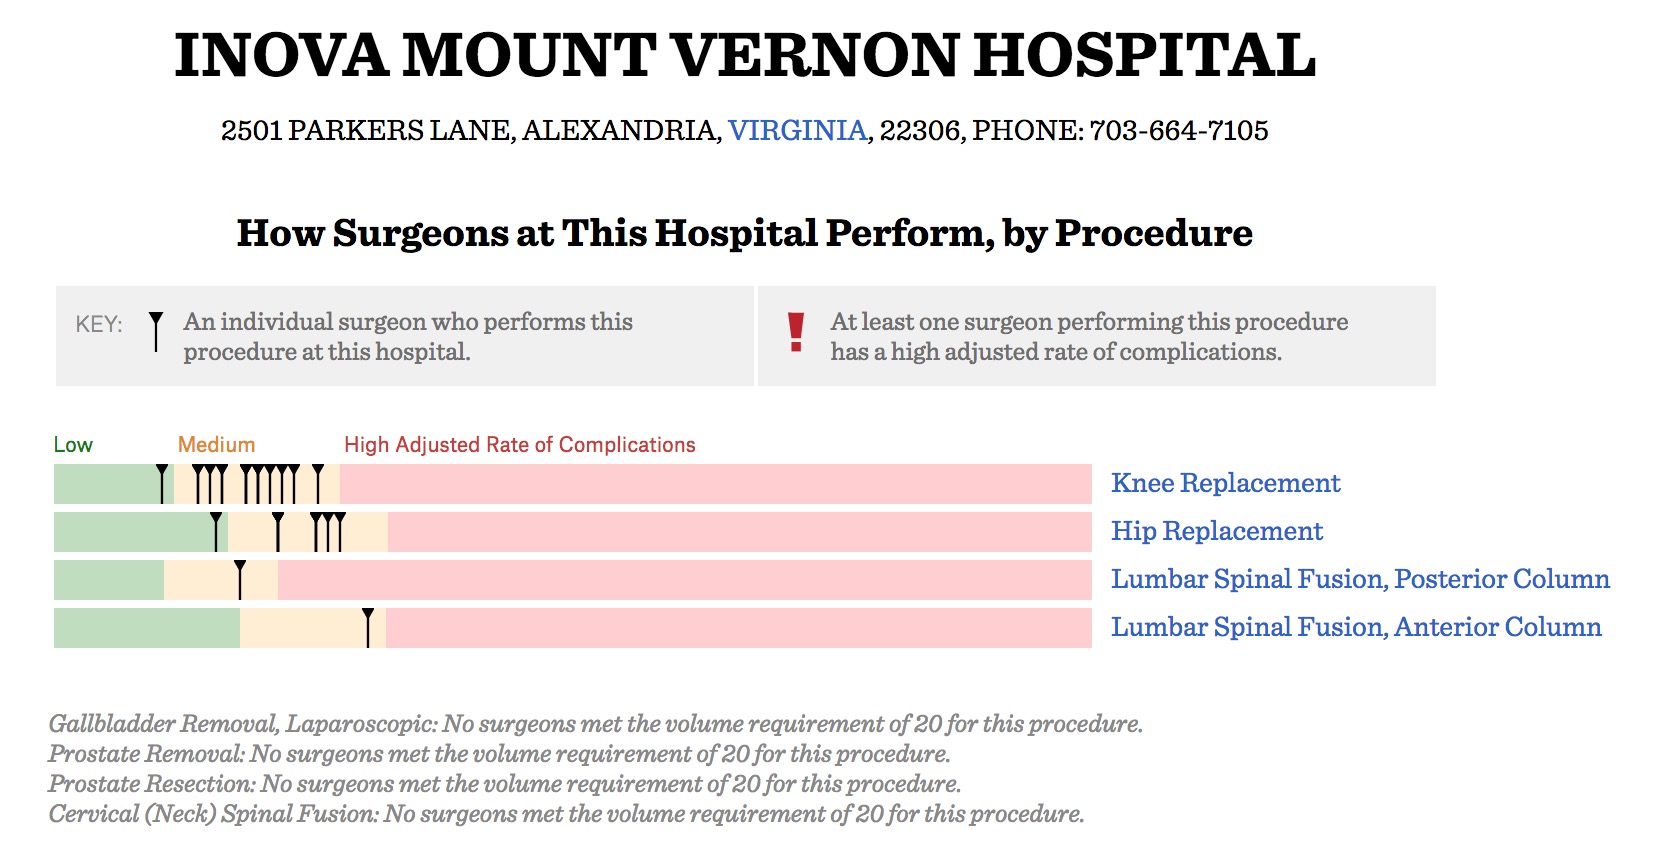 INOVA MOUNT VERNON HOSPITAL
2501 PARKERS LANE, ALEXANDRIA, VIRGINIA, 22306, PHONE: 703-664-7105
How Surgeons at This Hospital Perform, by Procedure
KEY:
An individual surgeon who performs this
procedure at this hospital.
At least one surgeon performing this procedure
has a high adjusted rate of complications.
Low Medium High Adjusted Rate of Complications
Knee Replacement
Hip Replacement
Lumbar Spinal Fusion, Posterior Column
Lumbar Spinal Fusion, Anterior Column
Gallbladder Removal, Laparoscopic: No surgeons met the volume requirement of 20 for this procedure.
Prostate Removal: No surgeons met the volume requirement of 20 for this procedure.
Prostate Resection: No surgeons met the volume requirement of 20 for this procedure.
Cervical (Neck) Spinal Fusion: No surgeons met the volume requirement of 20 for this procedure.